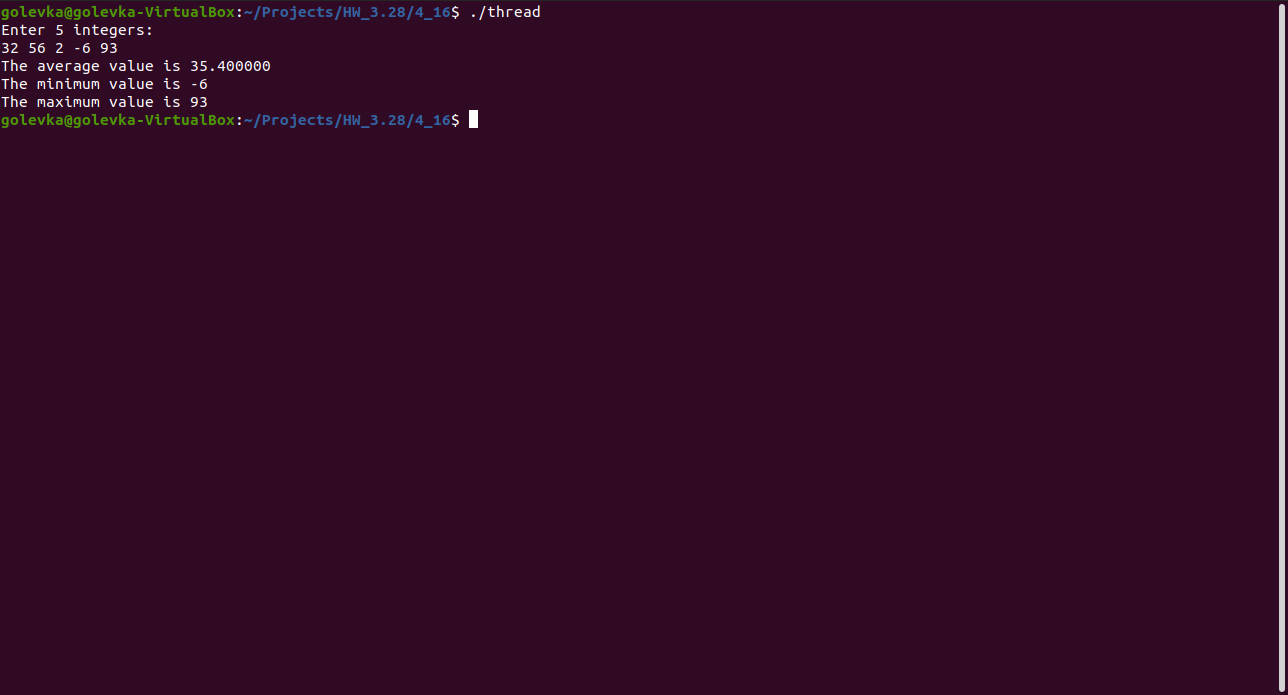 golevka@golevka-VirtualBox:~/Projects/HW_3.28/4_16$ ./thread
Enter 5 integers:
32 56 2 -6 93
The average value is 35.400000
The minimum value is -6
The maximum value is 93
golevka@golevka-VirtualBox:~/Projects/HW_3.28/4_16$